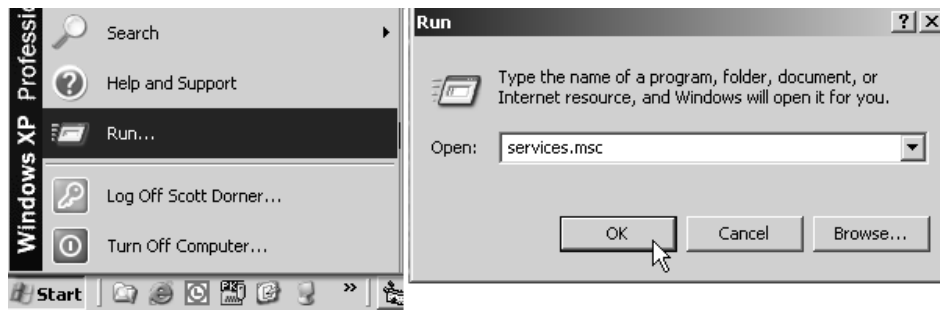 Windows XP Professi
Search
Help and Support
Run...
Log Off Scott Dorner...
Turn Off Computer...
Start
PKD
»
Run
?
X
Type the name of a program, folder, document, or
Internet resource, and Windows will open it for you.
Open: services.msc
OK Cancel Browse...